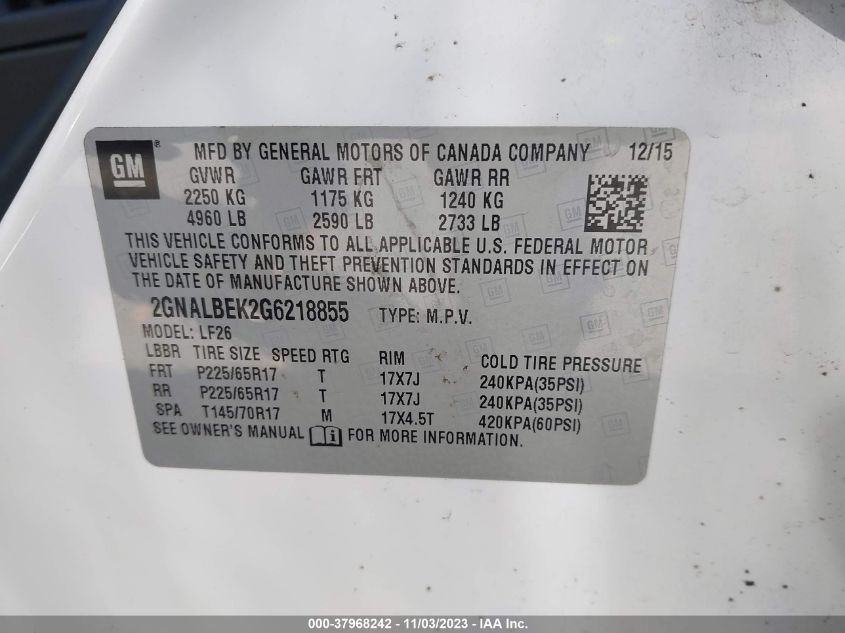 GM ® MFD BY GENERAL MOTORS OF CANADA COMPANY 12/15
GVWR GAWR FRT GAWR RR
2250 KG 1175 KG 1240 KG
4960 LB 2590 LB 2733 LB
THIS VEHICLE CONFORMS TO ALL APPLICABLE U.S. FEDERAL MOTOR
VEHICLE SAFETY AND THEFT PREVENTION STANDARDS IN EFFECT ON
THE DATE OF MANUFACTURE SHOWN ABOVE.
2GNALBEK2G6218855 TYPE: M.P.V.
MODEL: LF26
LBBR TIRE SIZE SPEED RTG RIM COLD TIRE PRESSURE
FRT P225/65R17 T 17X7J 240KPA(35PSI)
RR P225/65R17 T 17X7J 240KPA(35PSI)
SPA T145/70R17 M 17X4.5T 420KPA(60PSI)
SEE OWNER'S MANUAL FOR MORE INFORMATION.
000-37968242 - 11/03/2023 - IAA Inc.